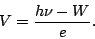 V = \frac{h\nu - W}{e}.